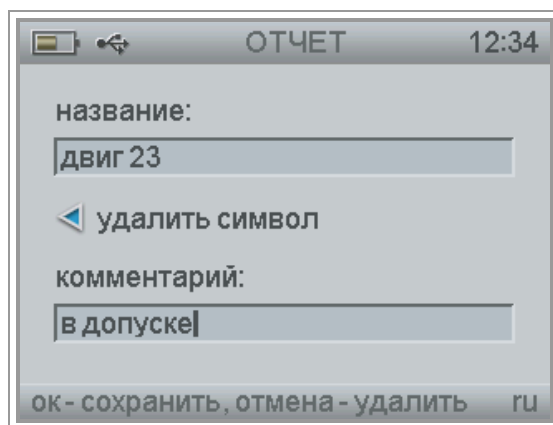 ОТЧЕТ 12:34
название:
двиг 23
удалить символ
комментарий:
в допуске
ок - сохранить, отмена - удалить ru